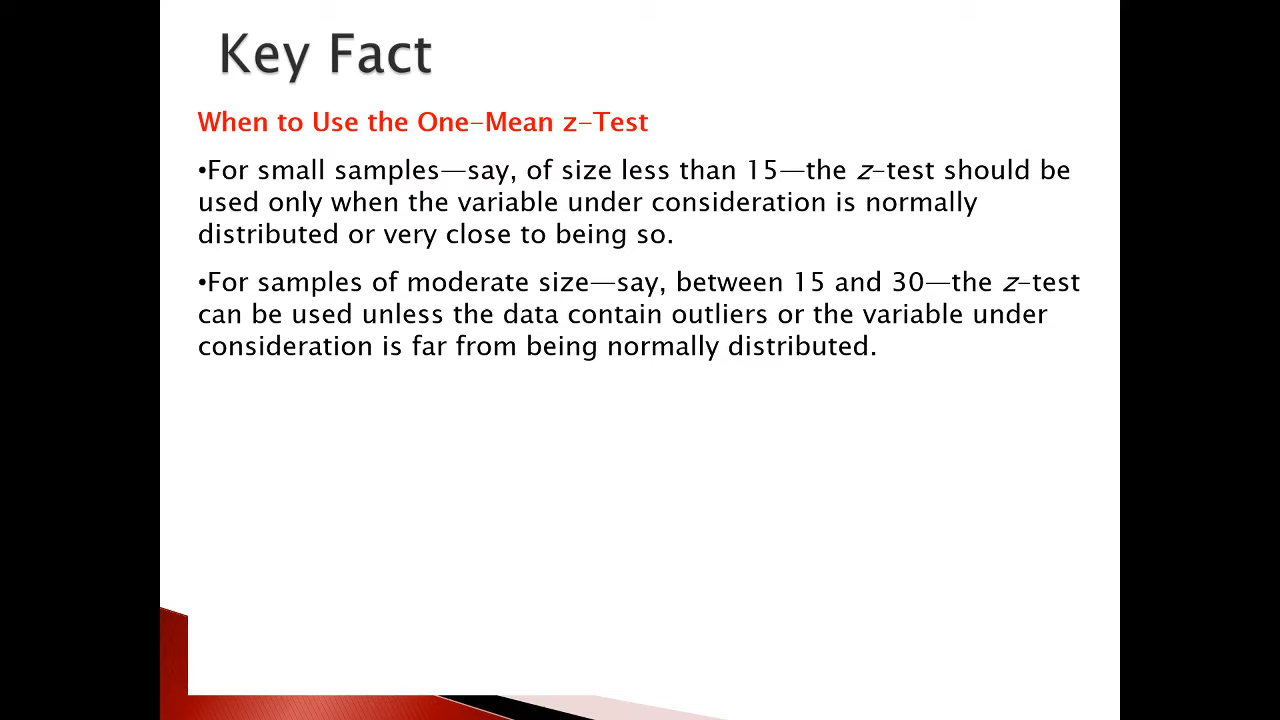 Key Fact
When to Use the One-Mean z-Test
•For small samples—say, of size less than 15—the z-test should be
used only when the variable under consideration is normally
distributed or very close to being so.
•For samples of moderate size—say, between 15 and 30—the z-test
can be used unless the data contain outliers or the variable under
consideration is far from being normally distributed.